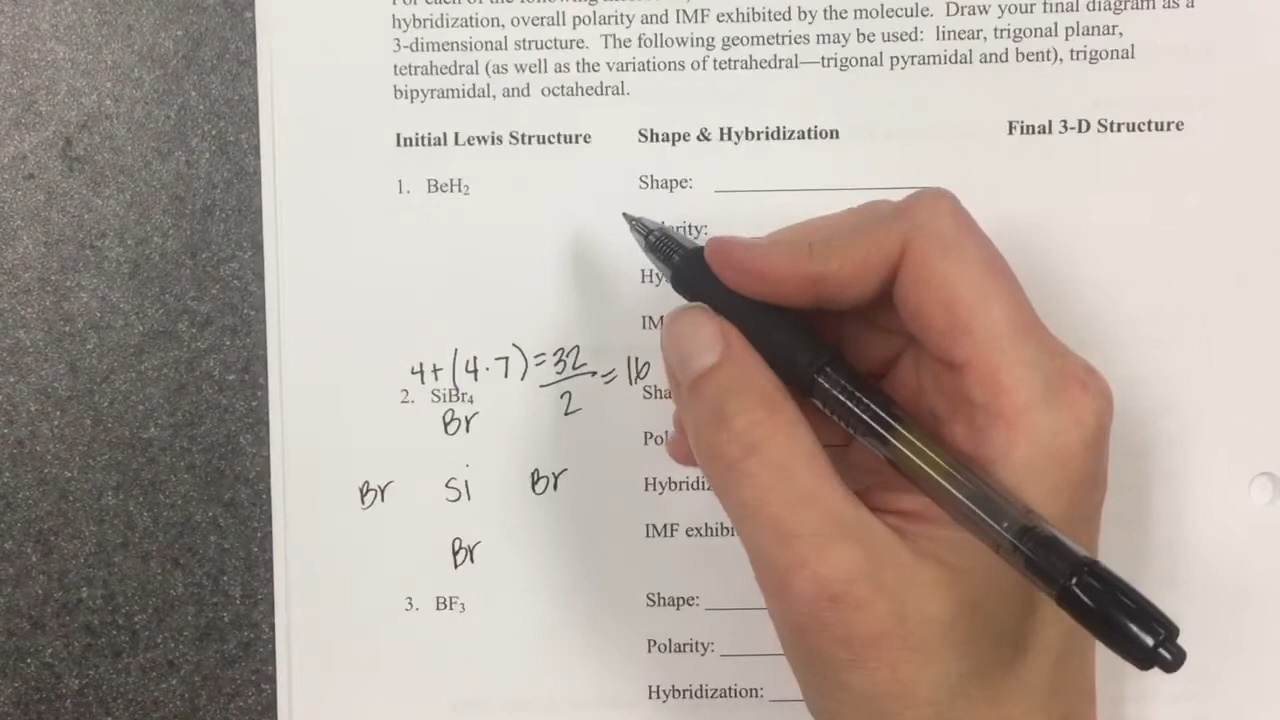 hybridization, overall polarity and IMF exhibited by the molecule. Draw your final diagram as a
3-dimensional structure. The following geometries may be used: linear, trigonal planar,
tetrahedral (as well as the variations of tetrahedral—trigonal pyramidal and bent), trigonal
bipyramidal, and octahedral.
Initial Lewis Structure Shape & Hybridization Final 3-D Structure
1. BeH₂ Shape:
4+(4·7)=32/2=16
2. SiBr₄
Br
Br Si Br
Br
IMF
3. BF₃ Shape:
Polarity:
Hybridization: